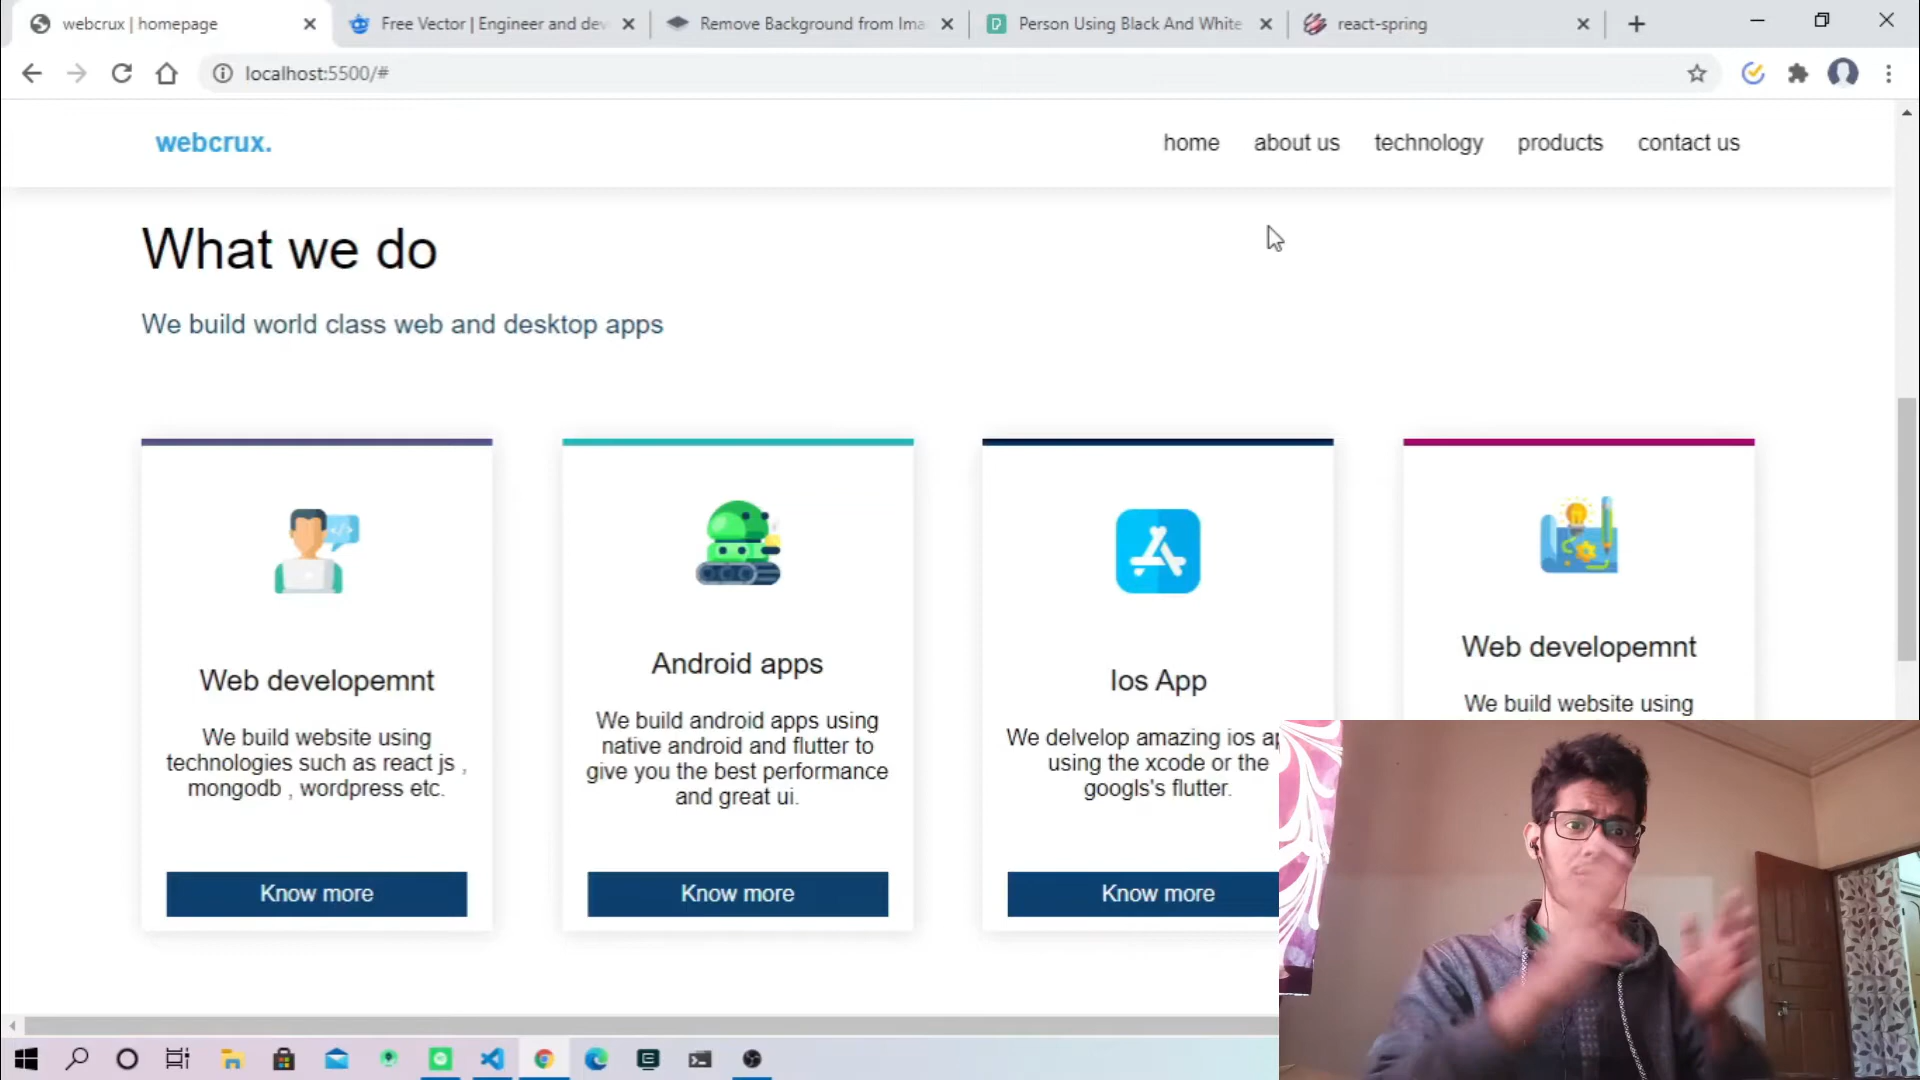 webcrux | homepage
Free Vector | Engineer and dev
Remove Background from Ima
Person Using Black And White
react-spring
localhost:5500/#
webcrux.
home
about us
technology
products
contact us
What we do
We build world class web and desktop apps
Web developemnt
We build website using
technologies such as react js ,
mongodb , wordpress etc.
Know more
Android apps
We build android apps using
native android and flutter to
give you the best performance
and great ui.
Know more
Ios App
We delvelop amazing ios ap
using the xcode or the
googls's flutter.
Know more
Web developemnt
We build website using